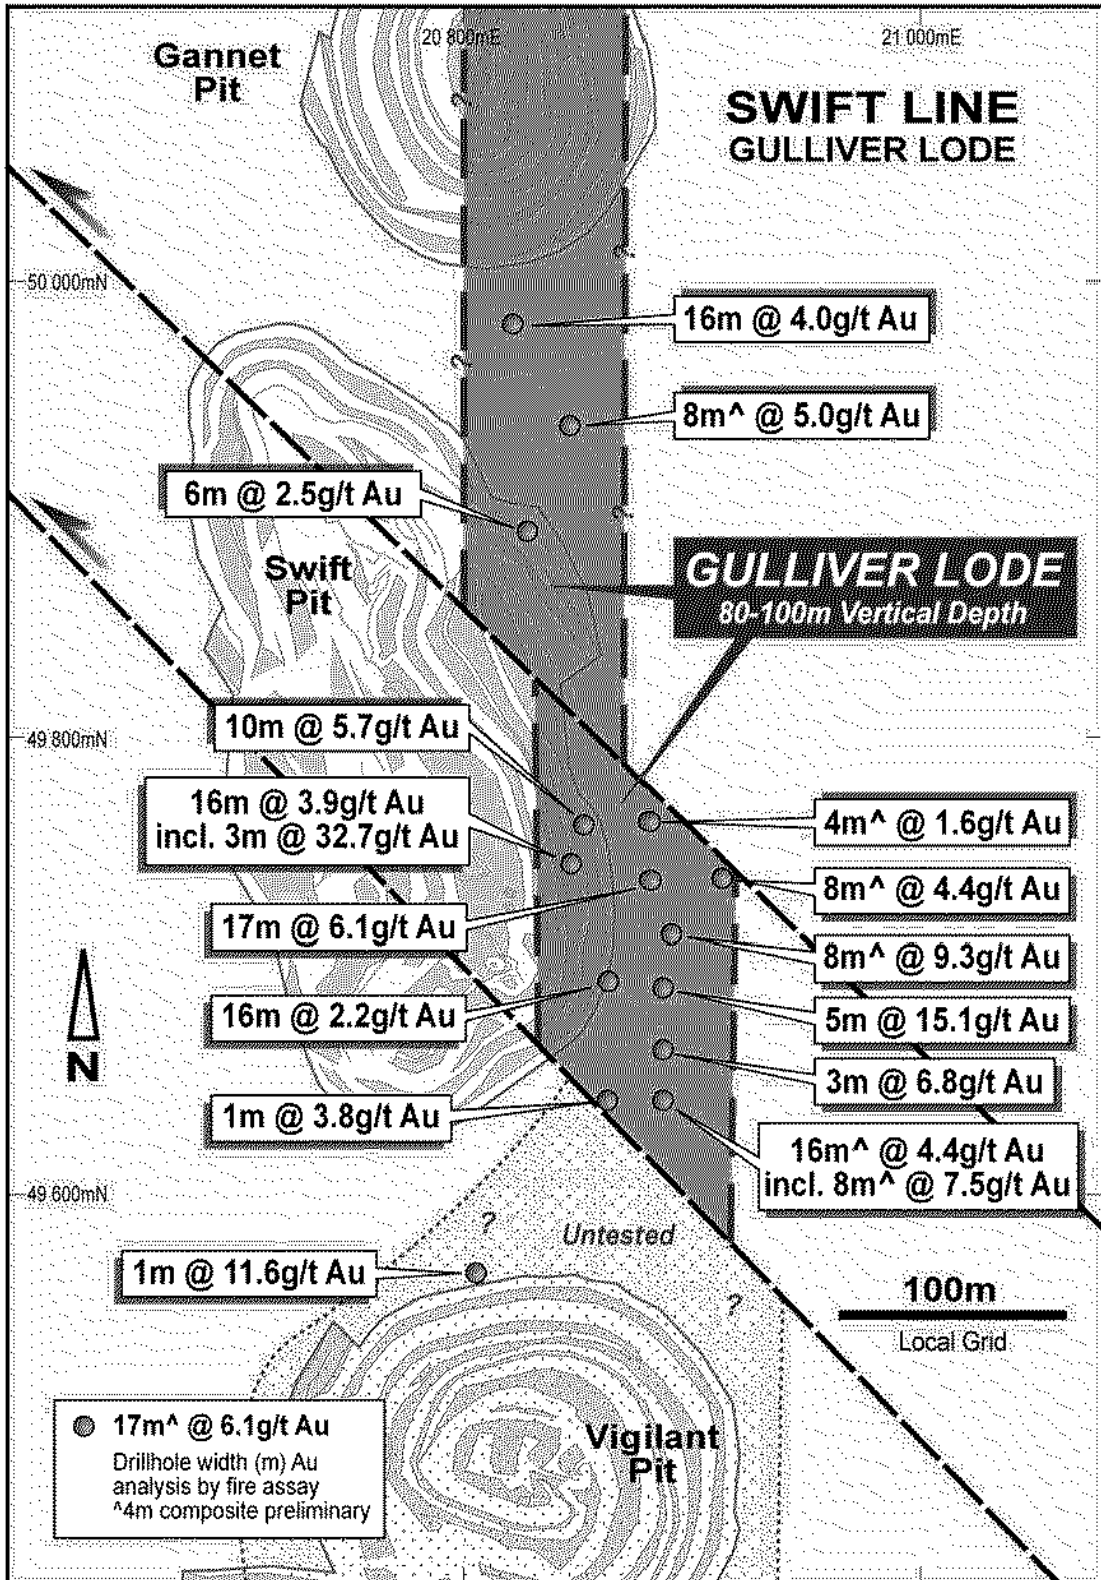 20 800mE
21 000mE
Gannet
Pit
SWIFT LINE
GULLIVER LODE
?
?
50 000mN
16m @ 4.0g/t Au
?
8m^ @ 5.0g/t Au
6m @ 2.5g/t Au
?
Swift
Pit
GULLIVER LODE
80-100m Vertical Depth
10m @ 5.7g/t Au
49 800mN
16m @ 3.9g/t Au
incl. 3m @ 32.7g/t Au
4m^ @ 1.6g/t Au
8m^ @ 4.4g/t Au
17m @ 6.1g/t Au
8m^ @ 9.3g/t Au
16m @ 2.2g/t Au
5m @ 15.1g/t Au
N
3m @ 6.8g/t Au
1m @ 3.8g/t Au
16m^ @ 4.4g/t Au
incl. 8m^ @ 7.5g/t Au
49 600mN
?
Untested
1m @ 11.6g/t Au
?
100m
Local Grid
17m^ @ 6.1g/t Au
Drillhole width (m) Au
analysis by fire assay
^4m composite preliminary
Vigilant
Pit